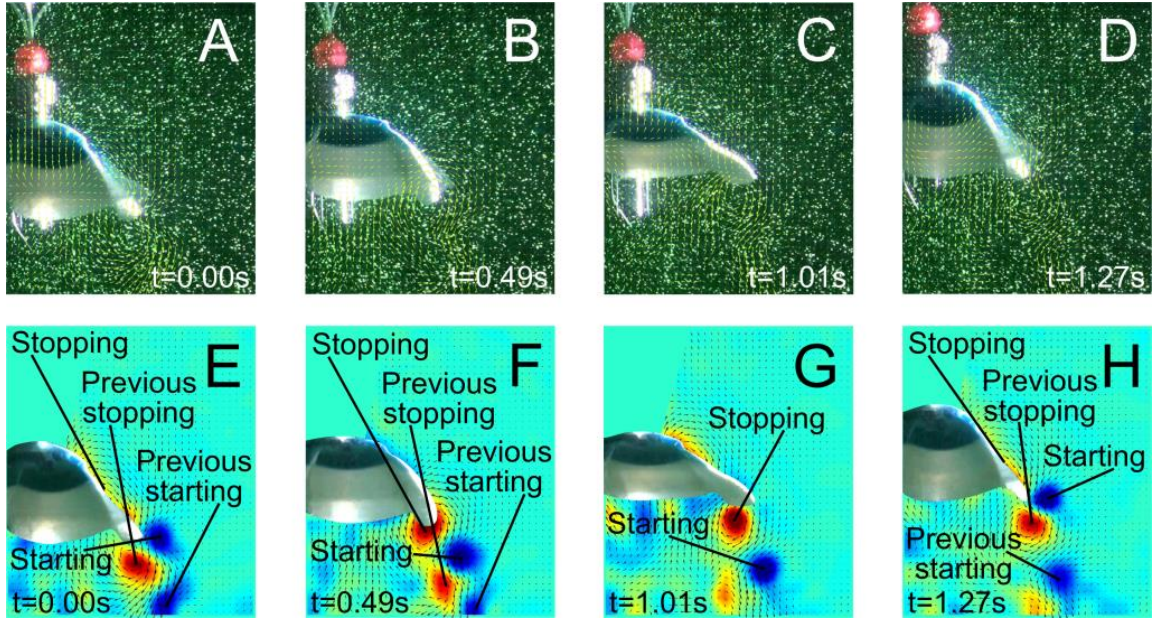 A
t=0.00s
B
t=0.49s
C
t=1.01s
D
t=1.27s
E
Stopping
Previous
stopping
Previous
starting
Starting
t=0.00s
F
Stopping
Previous
stopping
Previous
starting
Starting
t=0.49s
G
Stopping
Starting
t=1.01s
H
Stopping
Previous
stopping
Starting
Previous
starting
t=1.27s